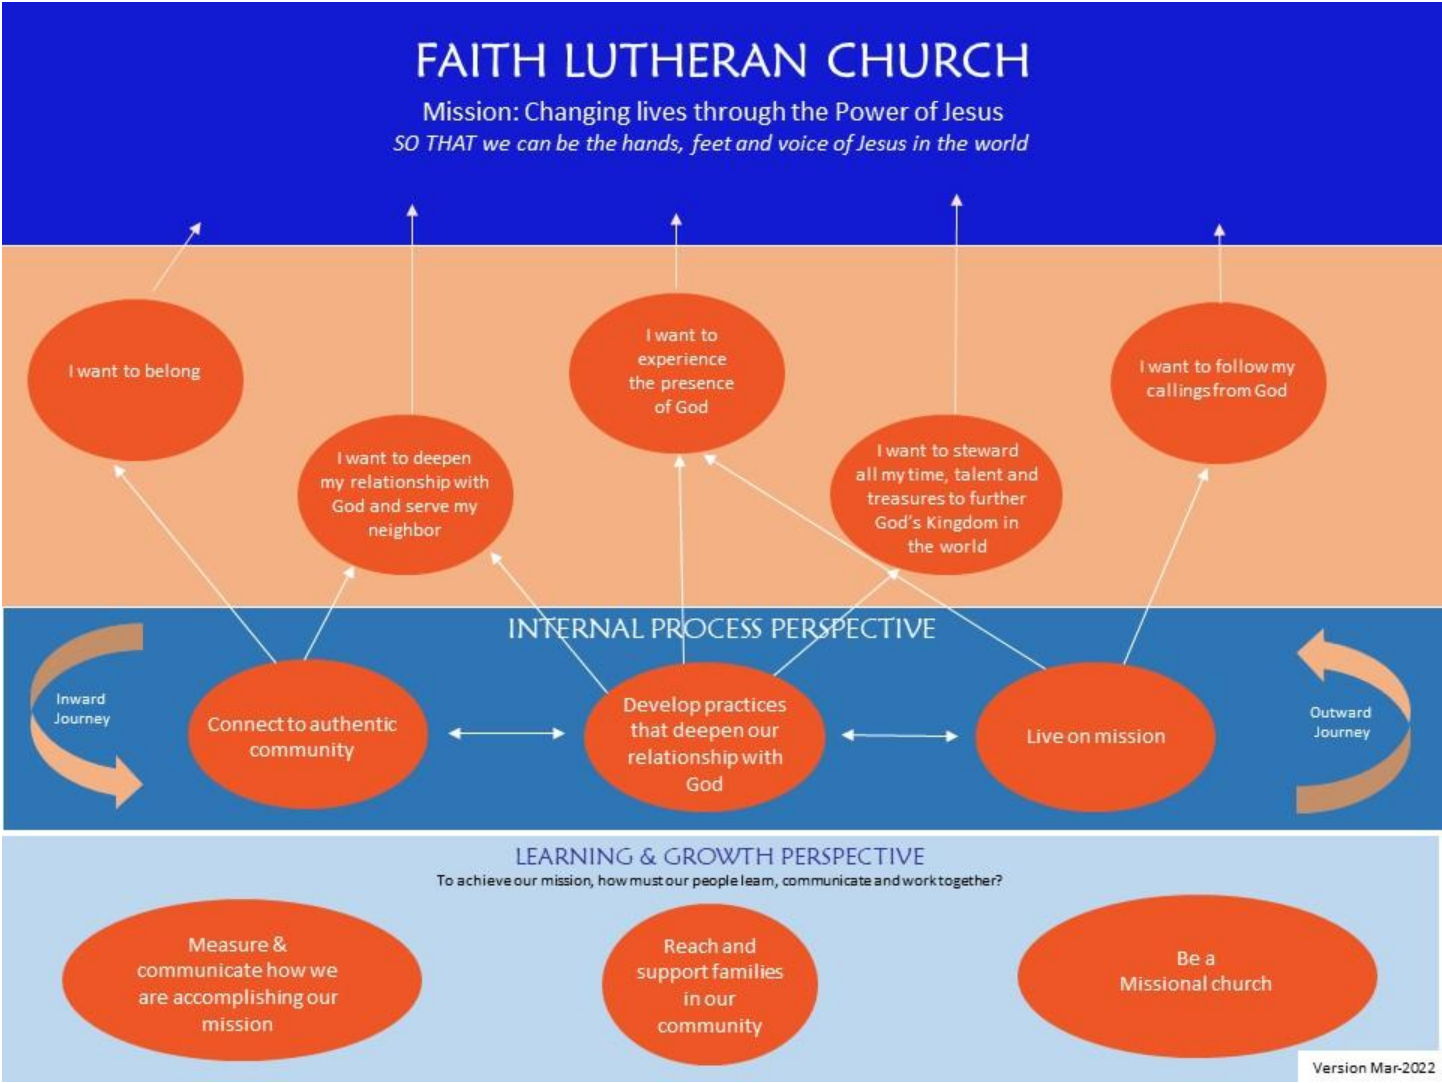 FAITH LUTHERAN CHURCH
Mission: Changing lives through the Power of Jesus
SO THAT we can be the hands, feet and voice of Jesus in the world
I want to belong
I want to deepen
my relationship with
God and serve my
neighbor
I want to
experience
the presence
of God
I want to steward
all my time, talent and
treasures to further
God's Kingdom in
the world
I want to follow my
callings from God
INTERNAL PROCESS PERSPECTIVE
Inward
Journey
Connect to authentic
community
Develop practices
that deepen our
relationship with
God
Live on mission
Outward
Journey
LEARNING & GROWTH PERSPECTIVE
To achieve our mission, how must our people learn, communicate and work together?
Measure &
communicate how we
are accomplishing our
mission
Reach and
support families
in our
community
Be a
Missional church
Version Mar-2022